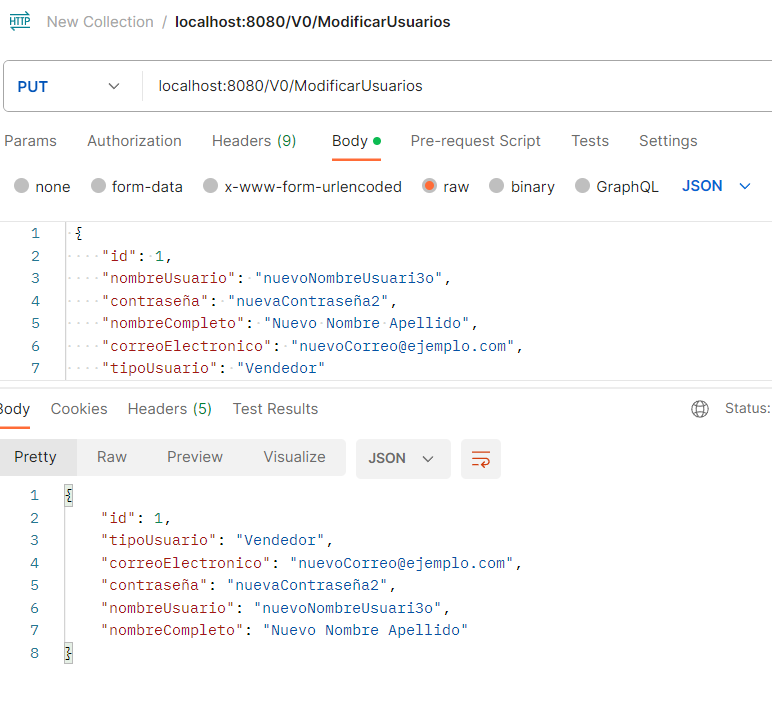 HTTP New Collection / localhost:8080/V0/ModificarUsuarios
PUT localhost:8080/V0/ModificarUsuarios
Params Authorization Headers (9) Body Pre-request Script Tests Settings
none form-data x-www-form-urlencoded raw binary GraphQL JSON
1 {
2 "id": 1,
3 "nombreUsuario": "nuevoNombreUsuari3o",
4 "contraseña": "nuevaContraseña2",
5 "nombreCompleto": "Nuevo Nombre Apellido",
6 "correoElectronico": "nuevoCorreo@ejemplo.com",
7 "tipoUsuario": "Vendedor"
Body Cookies Headers (5) Test Results Status:
Pretty Raw Preview Visualize JSON
1 {
2 "id": 1,
3 "tipoUsuario": "Vendedor",
4 "correoElectronico": "nuevoCorreo@ejemplo.com",
5 "contraseña": "nuevaContraseña2",
6 "nombreUsuario": "nuevoNombreUsuari3o",
7 "nombreCompleto": "Nuevo Nombre Apellido"
8 }